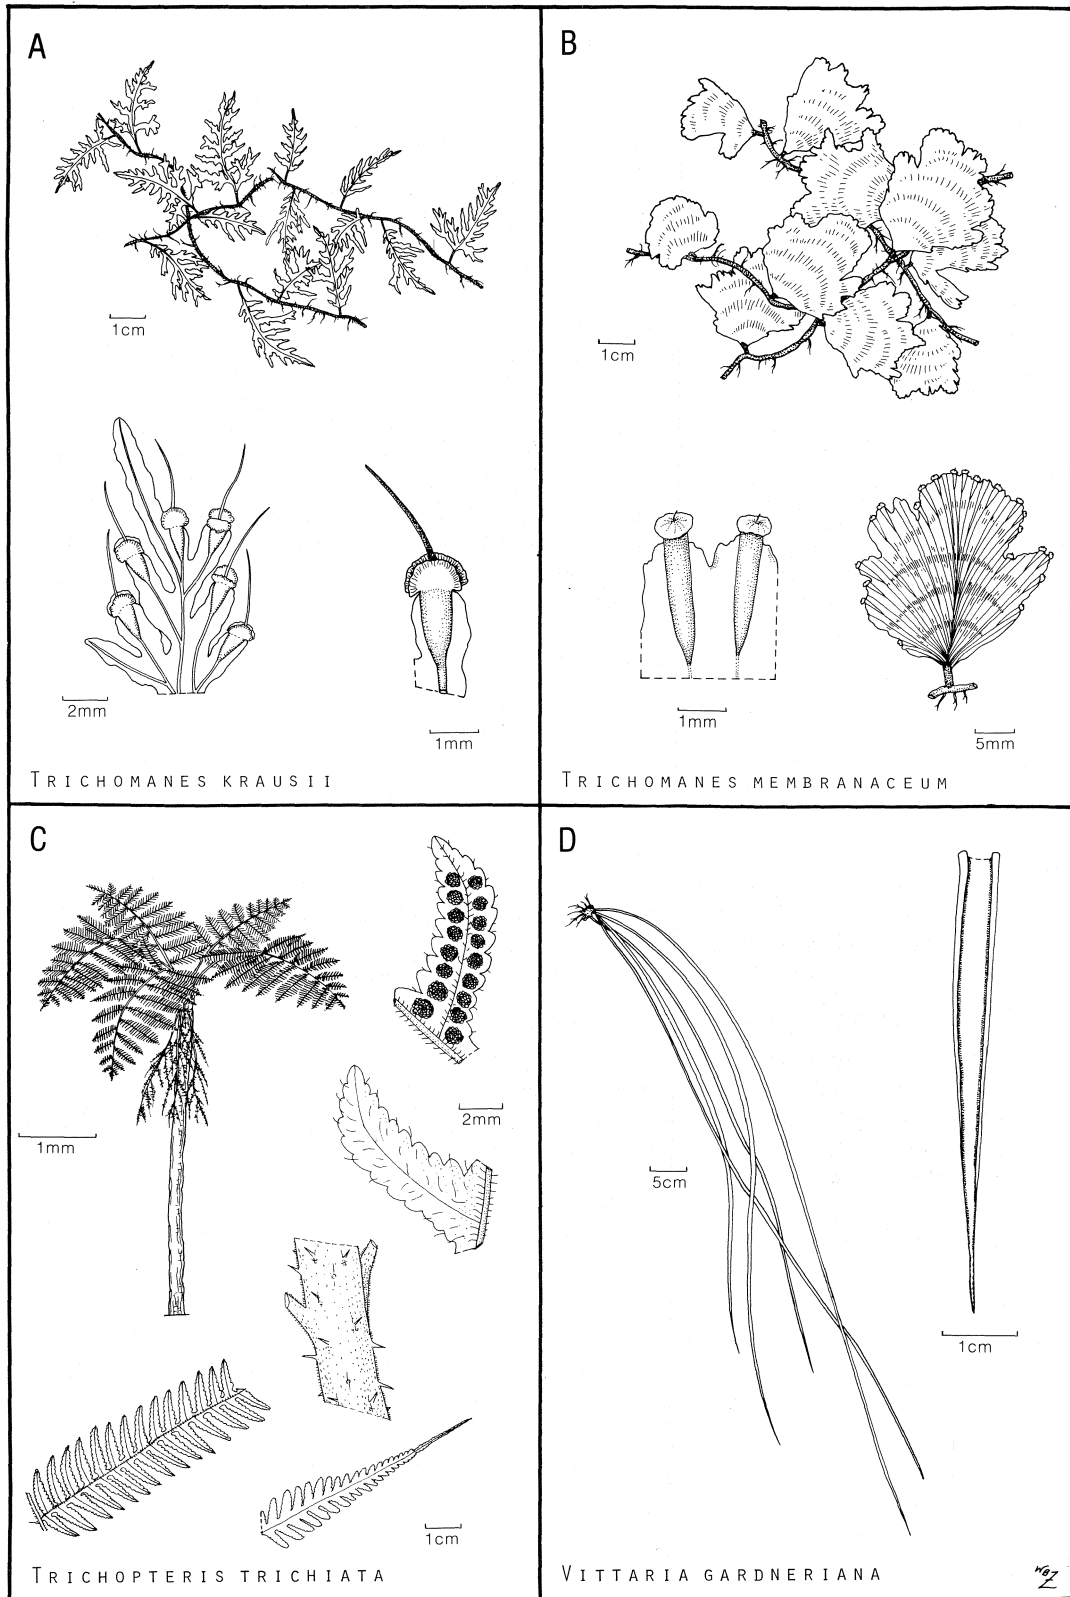 A
1cm
2mm
1mm
TRICHOMANES KRAUSII
B
1cm
1mm
5mm
TRICHOMANES MEMBRANACEUM
C
1mm
2mm
1cm
TRICHOPTERIS TRICHIATA
D
5cm
1cm
VITTARIA GARDNERIANA
WBZ